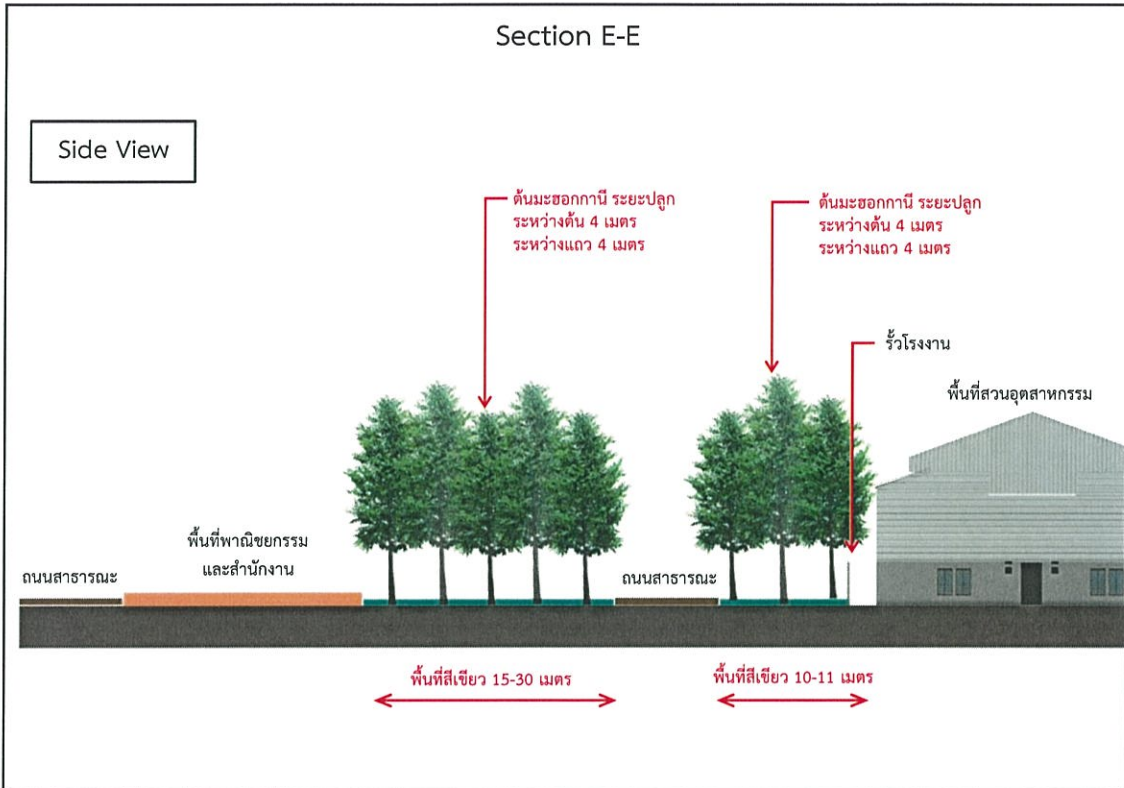 Section E-E
Side View
ต้นมะฮอกกานี ระยะปลูก
ระหว่างต้น 4 เมตร
ระหว่างแถว 4 เมตร
ต้นมะฮอกกานี ระยะปลูก
ระหว่างต้น 4 เมตร
ระหว่างแถว 4 เมตร
รั้วโรงงาน
พื้นที่สวนอุตสาหกรรม
พื้นที่พาณิชยกรรม
และสำนักงาน
ถนนสาธารณะ
ถนนสาธารณะ
พื้นที่สีเขียว 15-30 เมตร
พื้นที่สีเขียว 10-11 เมตร